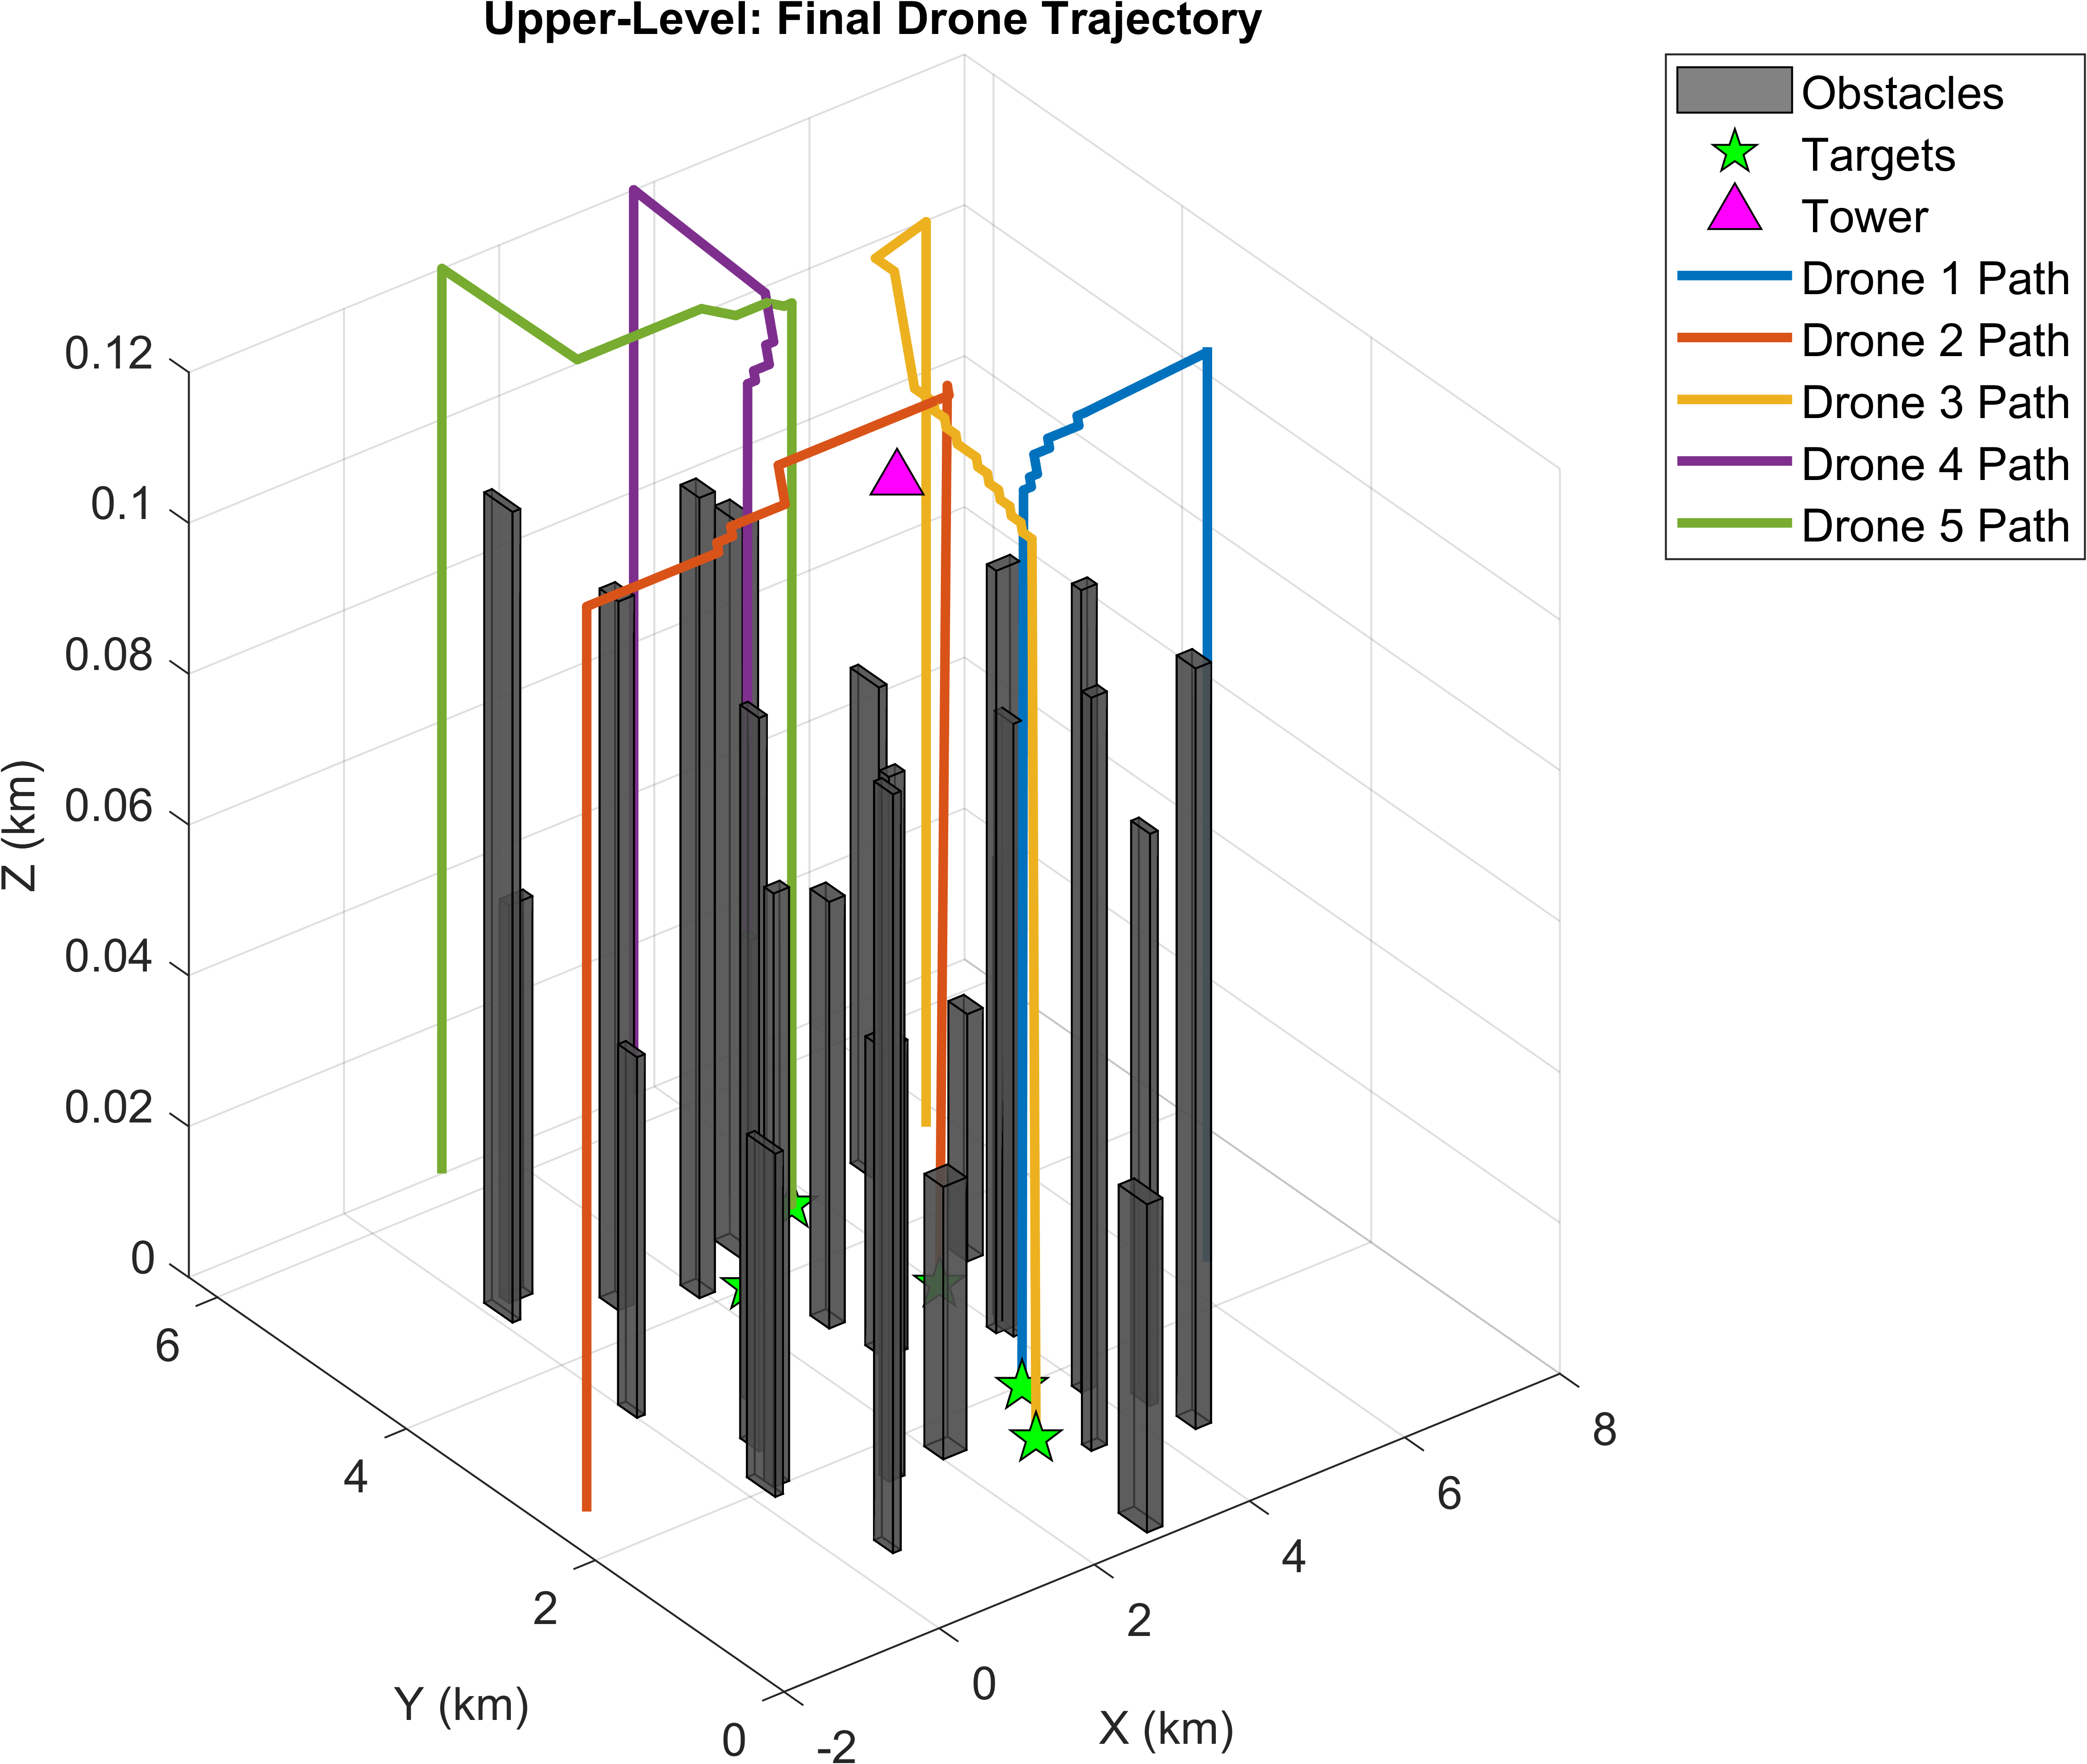 Upper-Level: Final Drone Trajectory
Obstacles
Targets
Tower
Drone 1 Path
Drone 2 Path
Drone 3 Path
Drone 4 Path
Drone 5 Path
0.12
0.1
0.08
0.06
0.04
0.02
0
Z (km)
6
4
2
0
Y (km)
-2
0
2
4
6
8
X (km)